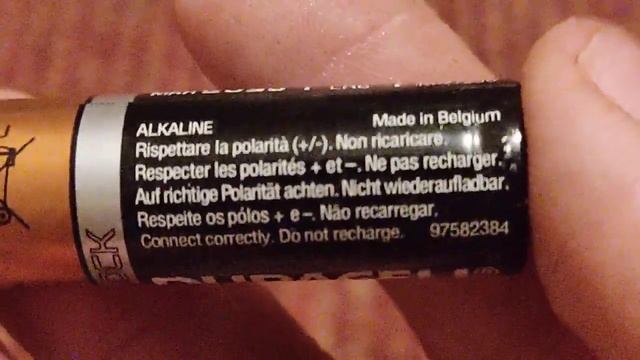 ALKALINE Made in Belgium
Rispettare la polarità (+/-). Non ricaricare.
Respecter les polarités + et -. Ne pas recharger.
Auf richtige Polarität achten. Nicht wiederaufladbar.
Respeite os pólos + e -. Não recarregar.
Connect correctly. Do not recharge. 97582384
DURACELL®